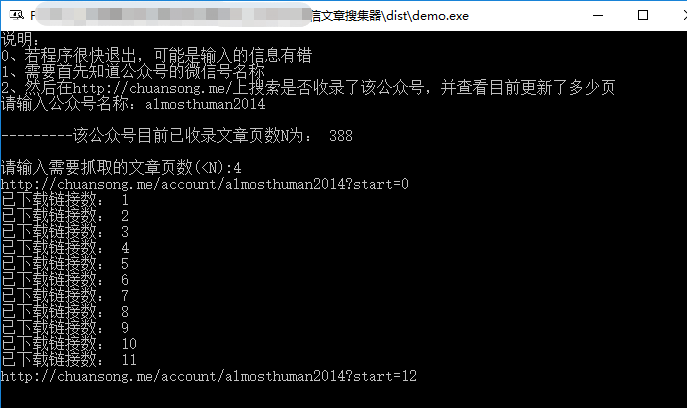 信文章搜集器\dist\demo.exe
说明:
0、若程序很快退出，可能是输入的信息有错
1、需要首先知道公众号的微信号名称
2、然后在http://chuansong.me/上搜索是否收录了该公众号，并查看目前更新了多少页
请输入公众号名称：almosthuman2014
---------该公众号目前已收录文章页数N为： 388
请输入需要抓取的文章页数(<N):4
http://chuansong.me/account/almosthuman2014?start=0
已下载链接数： 1
已下载链接数： 2
已下载链接数： 3
已下载链接数： 4
已下载链接数： 5
已下载链接数： 6
已下载链接数： 7
已下载链接数： 8
已下载链接数： 9
已下载链接数： 10
已下载链接数： 11
http://chuansong.me/account/almosthuman2014?start=12